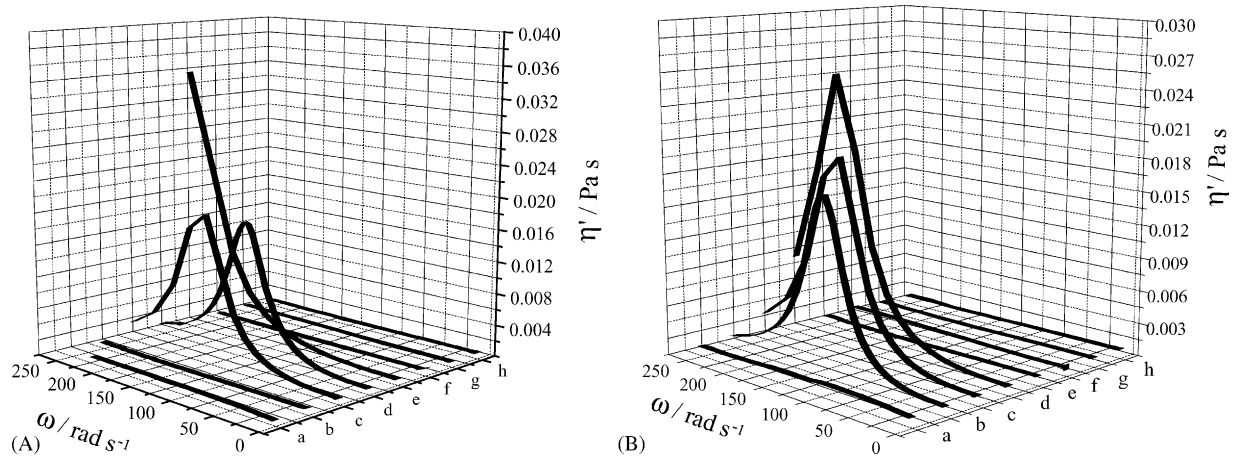 0.040
0.036
0.032
0.028
0.024
0.020
0.016
0.012
0.008
0.004
η' / Pa s
250
200
150
100
50
0
ω / rad s-1
a
b
c
d
e
f
g
h
(A)
0.030
0.027
0.024
0.021
0.018
0.015
0.012
0.009
0.006
0.003
η' / Pa s
250
200
150
100
50
0
ω / rad s-1
a
b
c
d
e
f
g
h
(B)